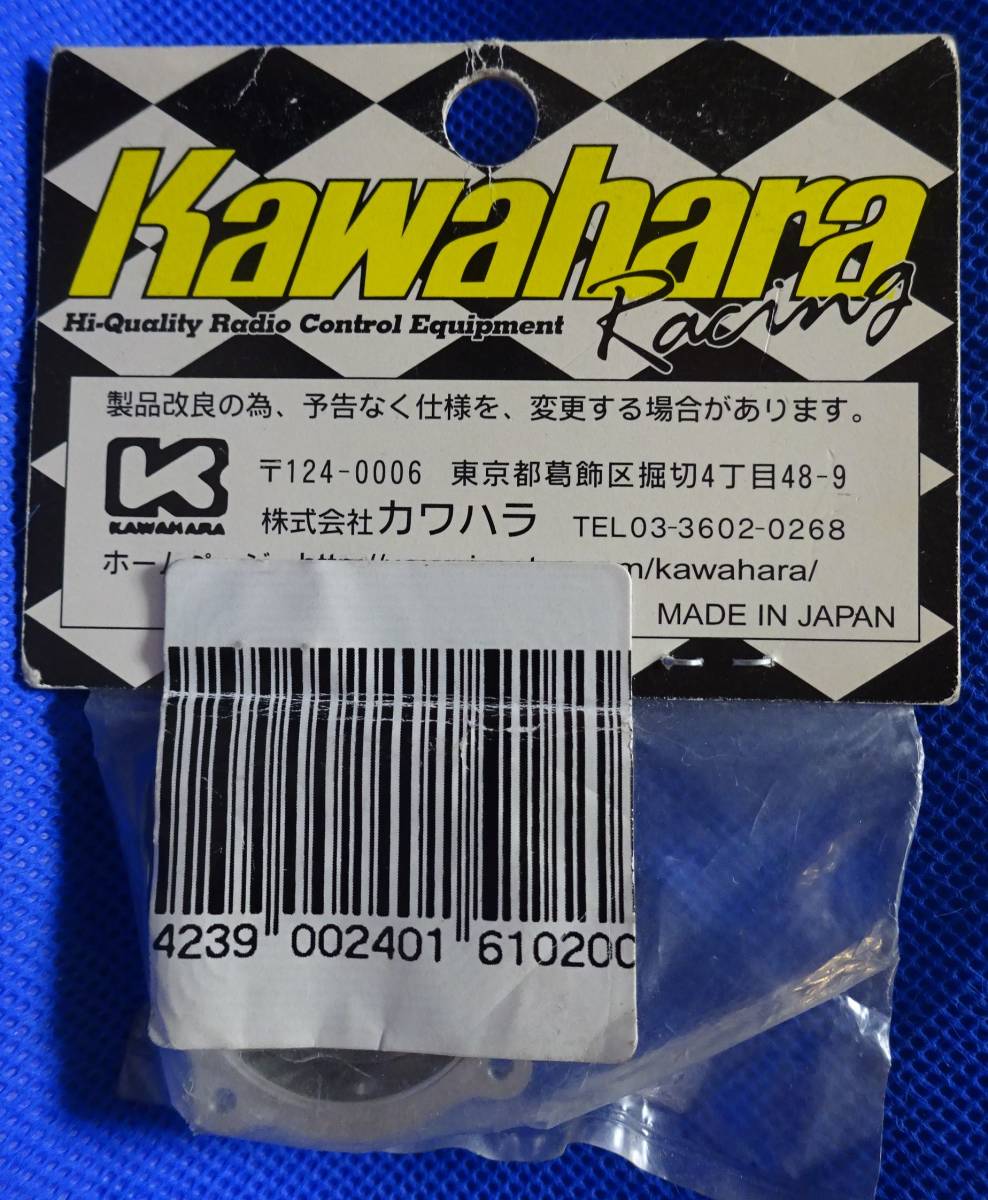 Kawahara
Racing
Hi-Quality Radio Control Equipment
製品改良の為、予告なく仕様を、変更する場合があります。
〒124-0006 東京都葛飾区掘切4丁目48-9
KAWAHARA
株式会社カワハラ TEL03-3602-0268
m/kawahara/
MADE IN JAPAN
4239 002401 610200